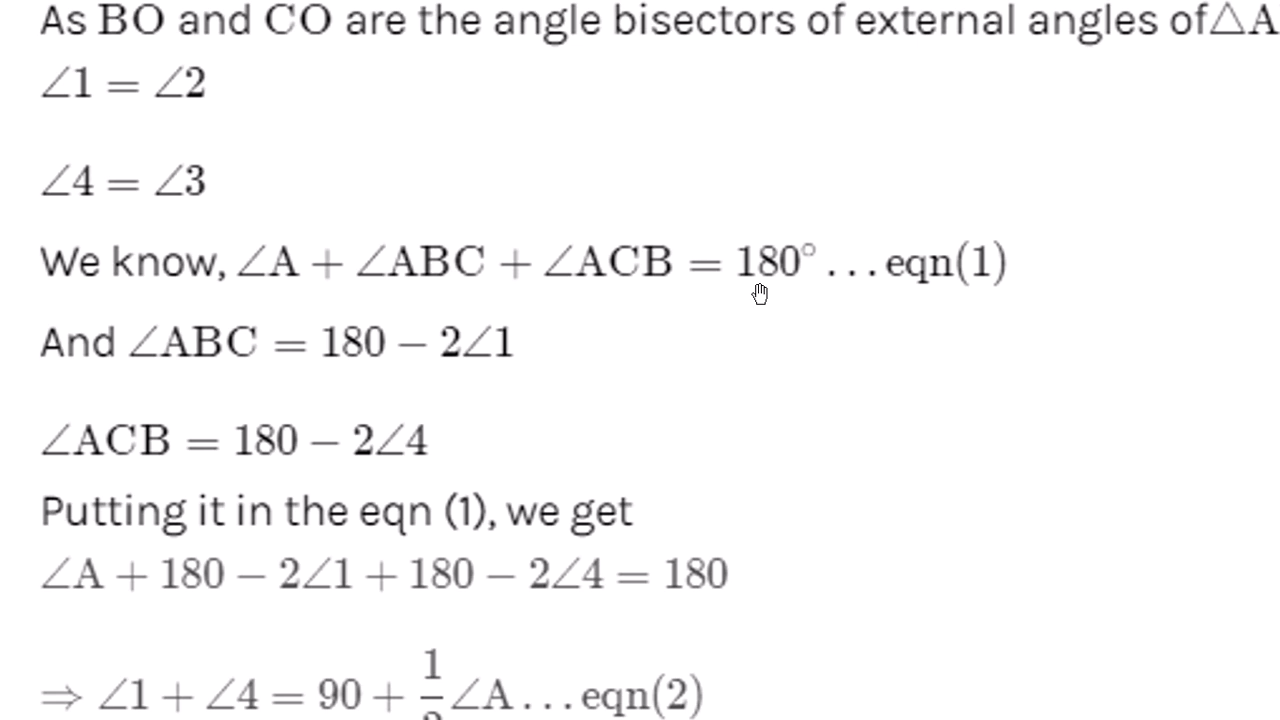 As BO and CO are the angle bisectors of external angles of△A
∠1 = ∠2
∠4 = ∠3
We know, ∠A + ∠ABC + ∠ACB = 180° ... eqn(1)
And ∠ABC = 180 − 2∠1
∠ACB = 180 − 2∠4
Putting it in the eqn (1), we get
∠A + 180 − 2∠1 + 180 − 2∠4 = 180
⇒ ∠1 + ∠4 = 90 + 1/2 ∠A ... eqn(2)